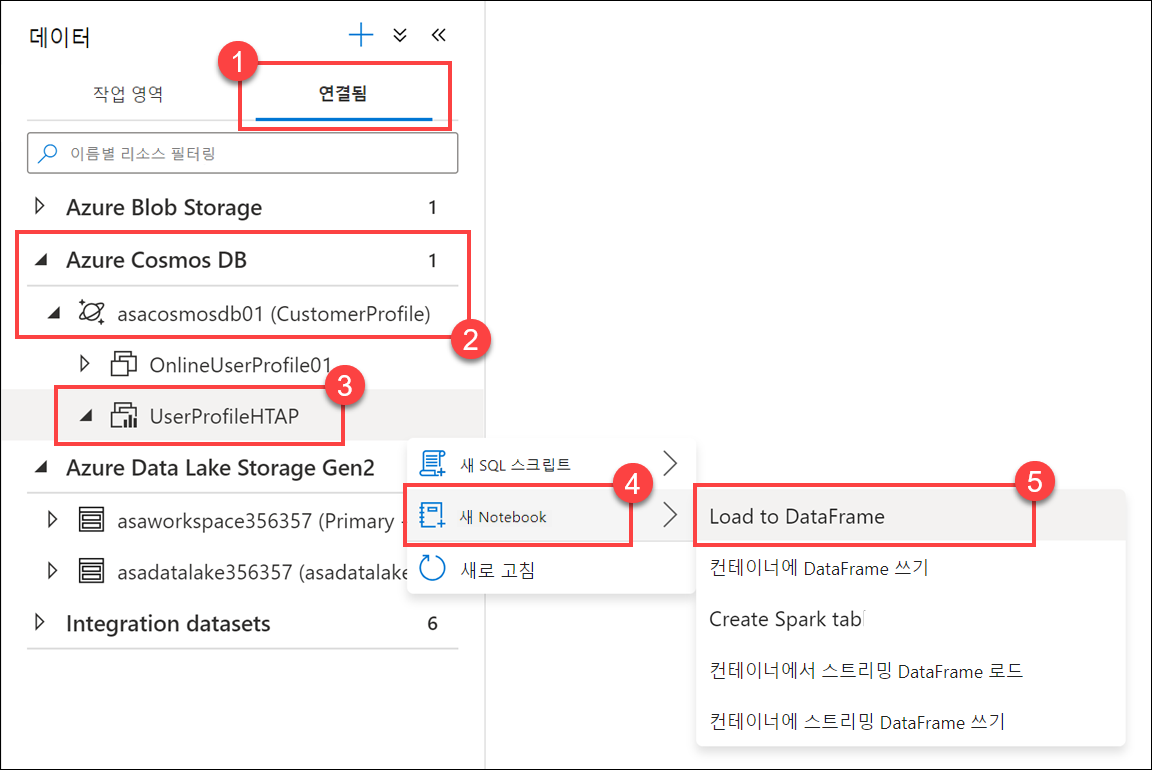 데이터
1
작업 영역 연결됨
이름별 리소스 필터링
Azure Blob Storage 1
Azure Cosmos DB 1
asacosmosdb01 (CustomerProfile)
2
OnlineUserProfile01
3
UserProfileHTAP
Azure Data Lake Storage Gen2
asaworkspace356357 (Primary -
asadatalake356357 (asadatalake
Integration datasets 6
새 SQL 스크립트
4
새 Notebook
새로 고침
5
Load to DataFrame
컨테이너에 DataFrame 쓰기
Create Spark tabl
컨테이너에서 스트리밍 DataFrame 로드
컨테이너에 스트리밍 DataFrame 쓰기